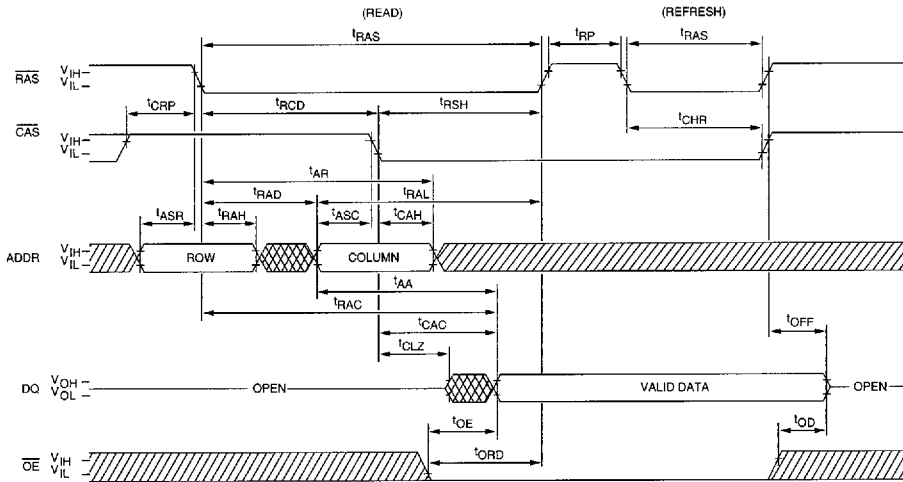 (READ)
(REFRESH)
tRAS
tRP
tRAS
RAS
VIH
VIL
tCRP
tRCD
tRSH
tCHR
CAS
VIH
VIL
tAR
tRAD
tRAL
tASR
tRAH
tASC
tCAH
ADDR
VIH
VIL
ROW
COLUMN
tAA
tRAC
tCAC
tOFF
tCLZ
DQ
VOH
VOL
OPEN
VALID DATA
OPEN
tOE
tOD
tORD
OE
VIH
VIL